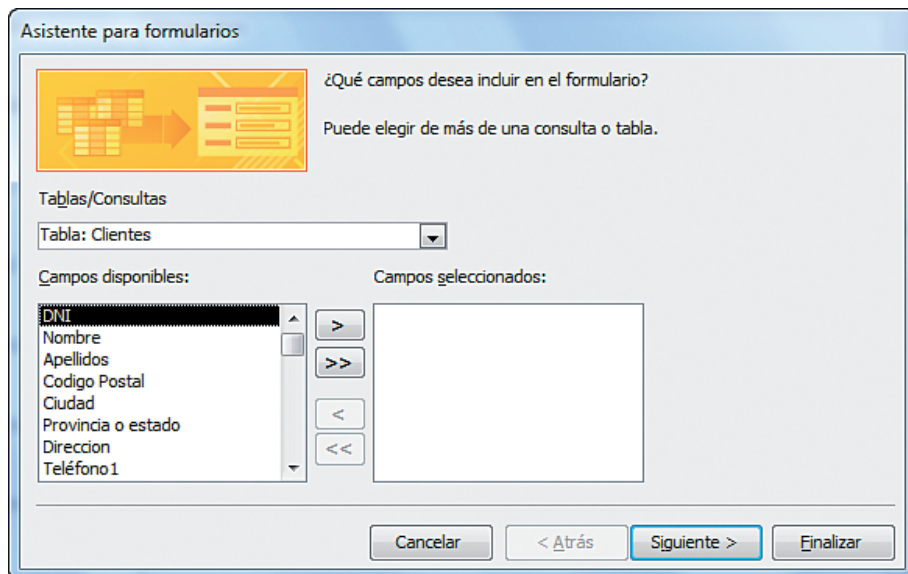 Asistente para formularios
¿Qué campos desea incluir en el formulario?
Puede elegir de más de una consulta o tabla.
Tablas/Consultas
Tabla: Clientes
Campos disponibles:
Campos seleccionados:
DNI
Nombre
Apellidos
Codigo Postal
Ciudad
Provincia o estado
Direccion
Teléfono1
>
>>
<
<<
Cancelar
< Atrás
Siguiente >
Finalizar